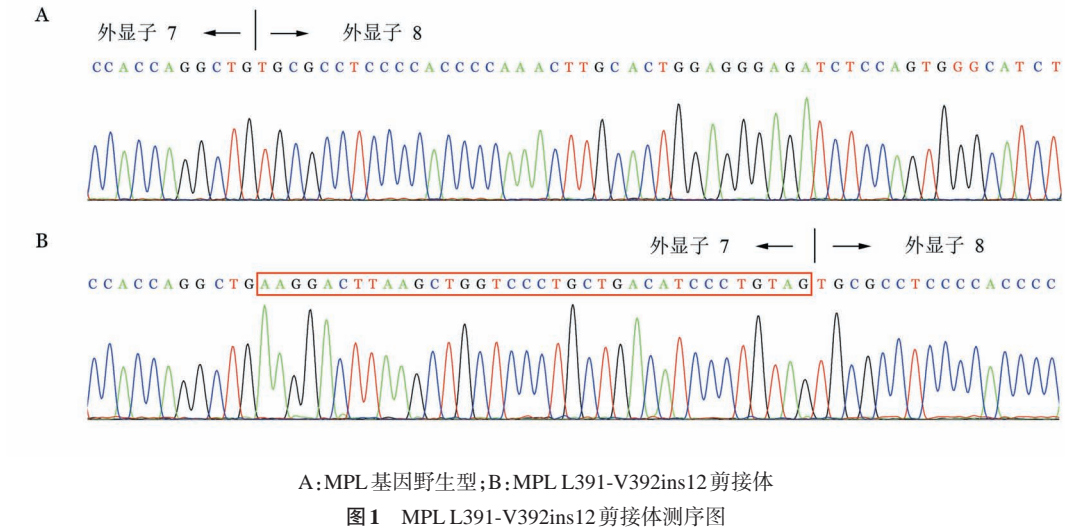 A
外显子 7 ← | → 外显子 8
CCACCAGGCTGTGCGCCTCCCCACCCCAAACTTGCACTGGAGGGAGATCTCCAGTGGGCATCT
B
外显子 7 ← | → 外显子 8
CCACCAGGCTGAAGGACTTAAGCTGGTCCCTGCTGACATCCCTGTAGTGCGCCTCCCCACCCC
A:MPL基因野生型;B:MPL L391-V392ins12剪接体
图1 MPL L391-V392ins12剪接体测序图